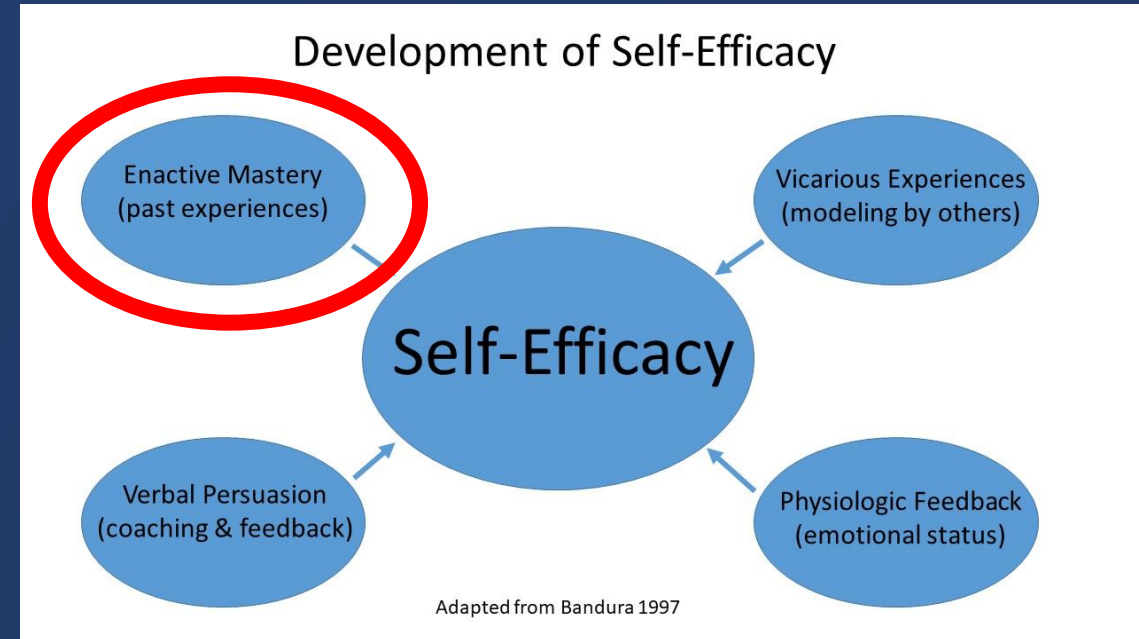 Development of Self-Efficacy
Enactive Mastery
(past experiences)
Vicarious Experiences
(modeling by others)
Self-Efficacy
Verbal Persuasion
(coaching & feedback)
Physiologic Feedback
(emotional status)
Adapted from Bandura 1997